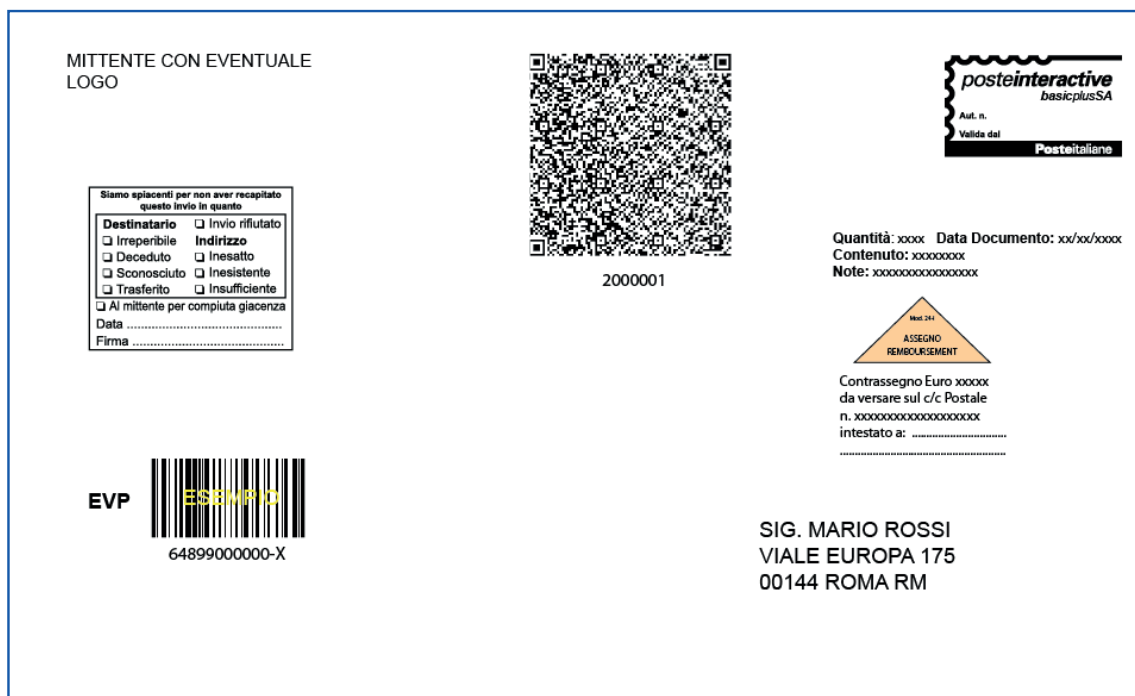 MITTENTE CON EVENTUALE
LOGO
posteinteractive
basicplusSA
Aut. n.
Valida dal
Posteitaliane
Siamo spiacenti per non aver recapitato
questo invio in quanto
Destinatario ❏ Invio rifiutato
❏ Irreperibile Indirizzo
❏ Deceduto ❏ Inesatto
❏ Sconosciuto ❏ Inesistente
❏ Trasferito ❏ Insufficiente
❏ Al mittente per compiuta giacenza
Data ............................................
Firma ...........................................
2000001
Quantità: xxxx Data Documento: xx/xx/xxxx
Contenuto: xxxxxxxx
Note: xxxxxxxxxxxxxxxx
Mod. 24-I
ASSEGNO
REMBOURSEMENT
Contrassegno Euro xxxxx
da versare sul c/c Postale
n. xxxxxxxxxxxxxxxxxxx
intestato a: ................................
.........................................................
EVP
ESEMPIO
64899000000-X
SIG. MARIO ROSSI
VIALE EUROPA 175
00144 ROMA RM